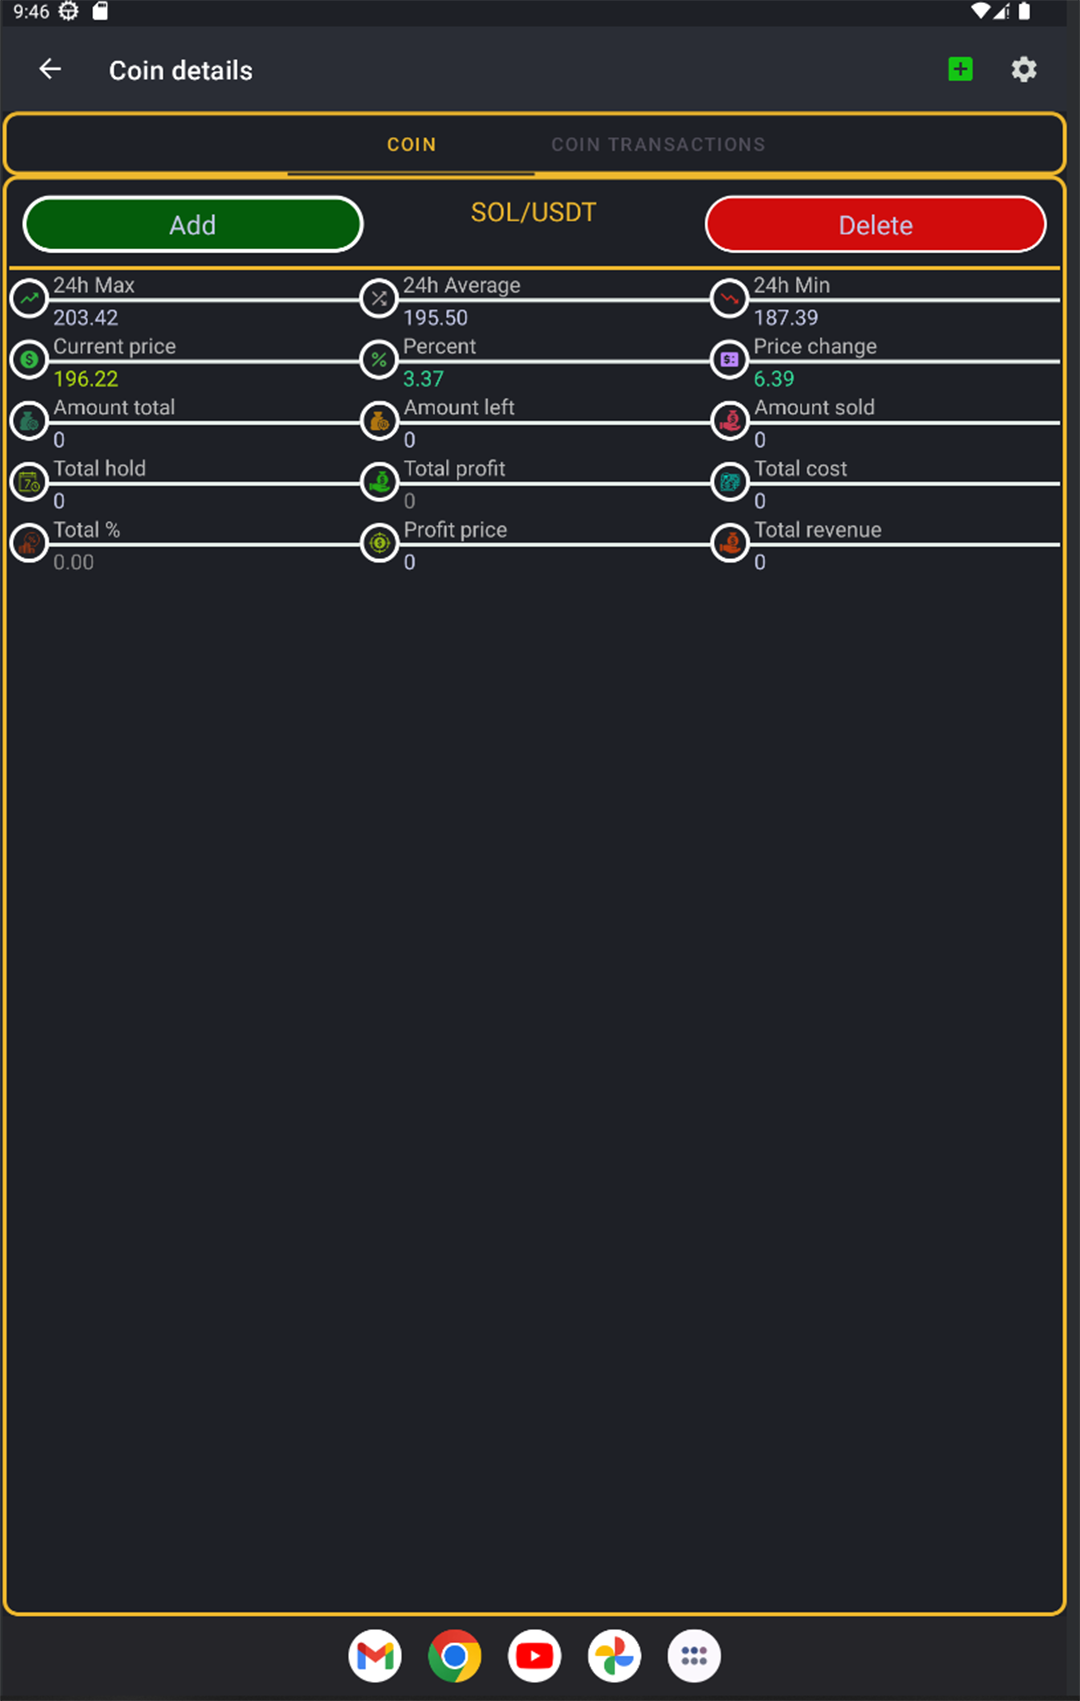 9:46
Coin details
COIN COIN TRANSACTIONS
Add SOL/USDT Delete
24h Max 24h Average 24h Min
203.42 195.50 187.39
Current price Percent Price change
196.22 3.37 6.39
Amount total Amount left Amount sold
0 0 0
Total hold Total profit Total cost
0 0 0
Total % Profit price Total revenue
0.00 0 0